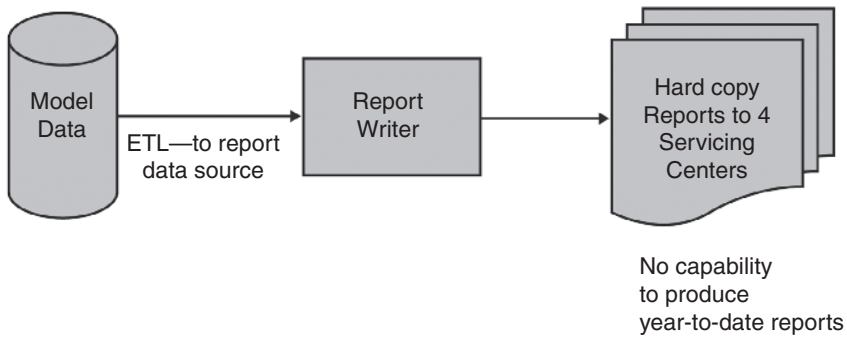 Model
Data
ETL—to report
data source
Report
Writer
Hard copy
Reports to 4
Servicing
Centers
No capability
to produce
year-to-date reports